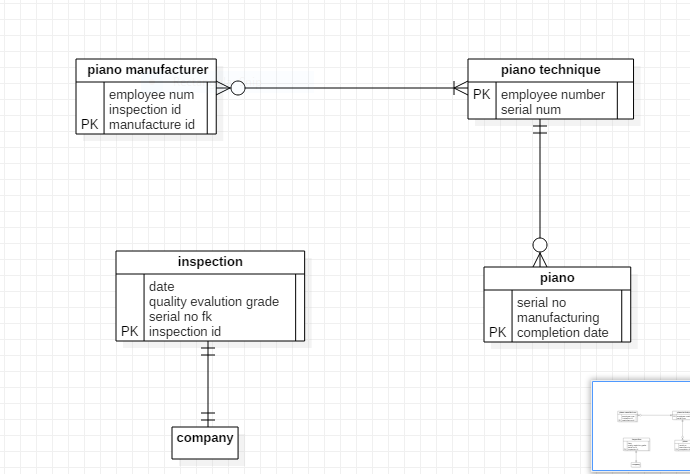 piano manufacturer
employee num
inspection id
PK manufacture id
piano technique
PK employee number
serial num
inspection
date
quality evalution grade
serial no fk
PK inspection id
piano
serial no
manufacturing
PK completion date
company